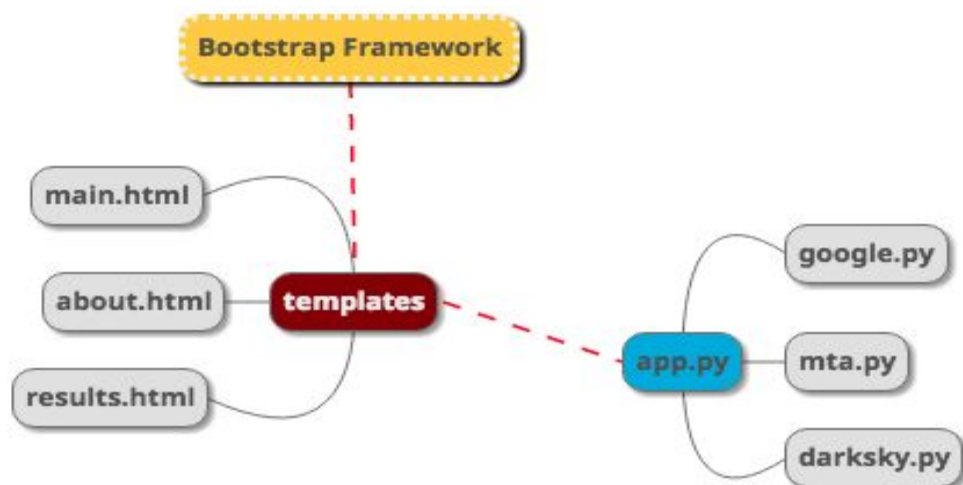 Bootstrap Framework
main.html
about.html
results.html
templates
app.py
google.py
mta.py
darksky.py